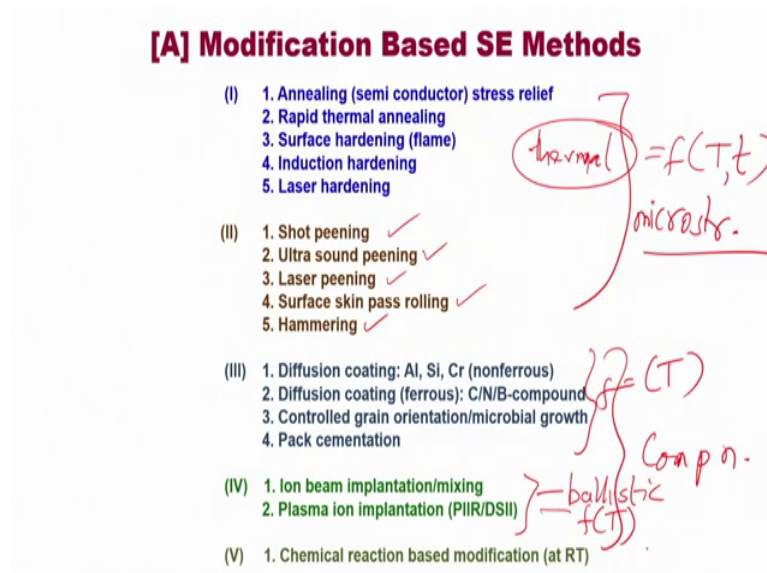 [A] Modification Based SE Methods
(I) 1. Annealing (semi conductor) stress relief
2. Rapid thermal annealing
3. Surface hardening (flame)
4. Induction hardening
5. Laser hardening
thermal = f(T,t)
microstr.
(II) 1. Shot peening
2. Ultra sound peening
3. Laser peening
4. Surface skin pass rolling
5. Hammering
(III) 1. Diffusion coating: Al, Si, Cr (nonferrous)
2. Diffusion coating (ferrous): C/N/B-compound
3. Controlled grain orientation/microbial growth
4. Pack cementation
= (T)
Compn.
(IV) 1. Ion beam implantation/mixing
2. Plasma ion implantation (PIIR/DSII)
= ballistic
f(T)
(V) 1. Chemical reaction based modification (at RT)